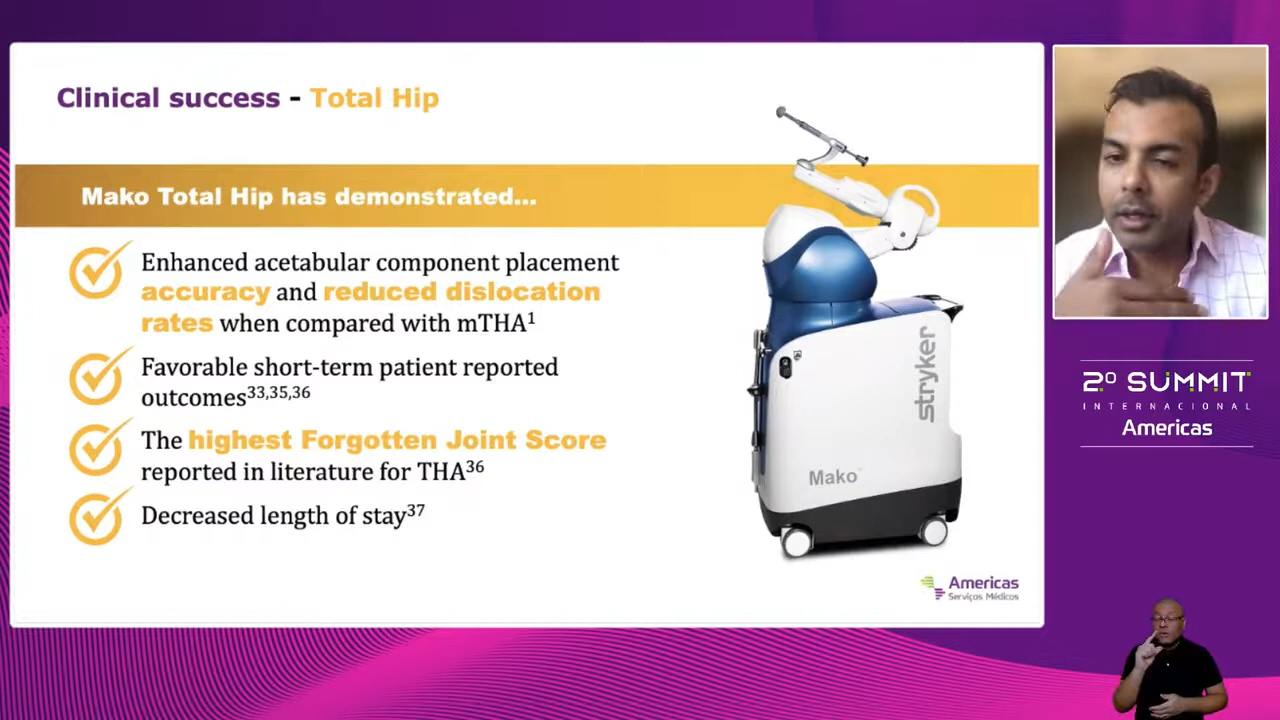 Clinical success - Total Hip
Mako Total Hip has demonstrated...
Enhanced acetabular component placement
accuracy and reduced dislocation
rates when compared with mTHA¹
Favorable short-term patient reported
outcomes³³,³⁵,³⁶
The highest Forgotten Joint Score
reported in literature for THA³⁶
Decreased length of stay³⁷
stryker
Mako™
Americas
Serviços Médicos
2º SUMMIT
INTERNACIONAL
Americas